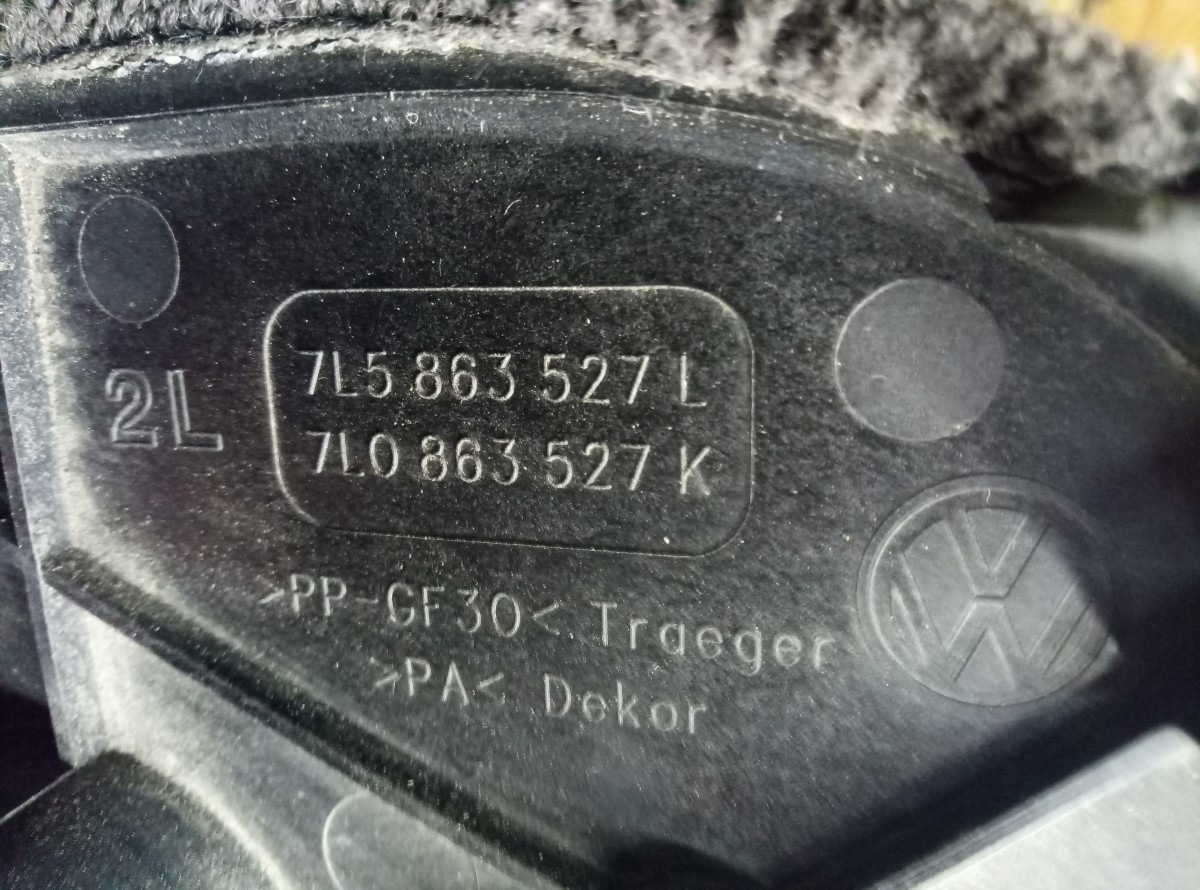 2L
7L5 863 527 L
7L0 863 527 K
>PP-GF30< Traeger
>PA< Dekor